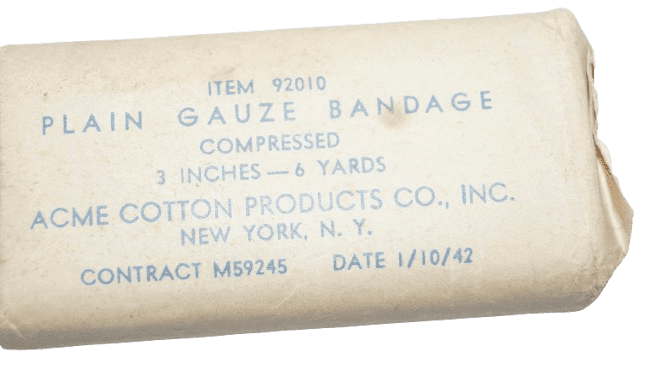 ITEM 92010
PLAIN GAUZE BANDAGE
COMPRESSED
3 INCHES — 6 YARDS
ACME COTTON PRODUCTS CO., INC.
NEW YORK, N. Y.
CONTRACT M59245 DATE 1/10/42